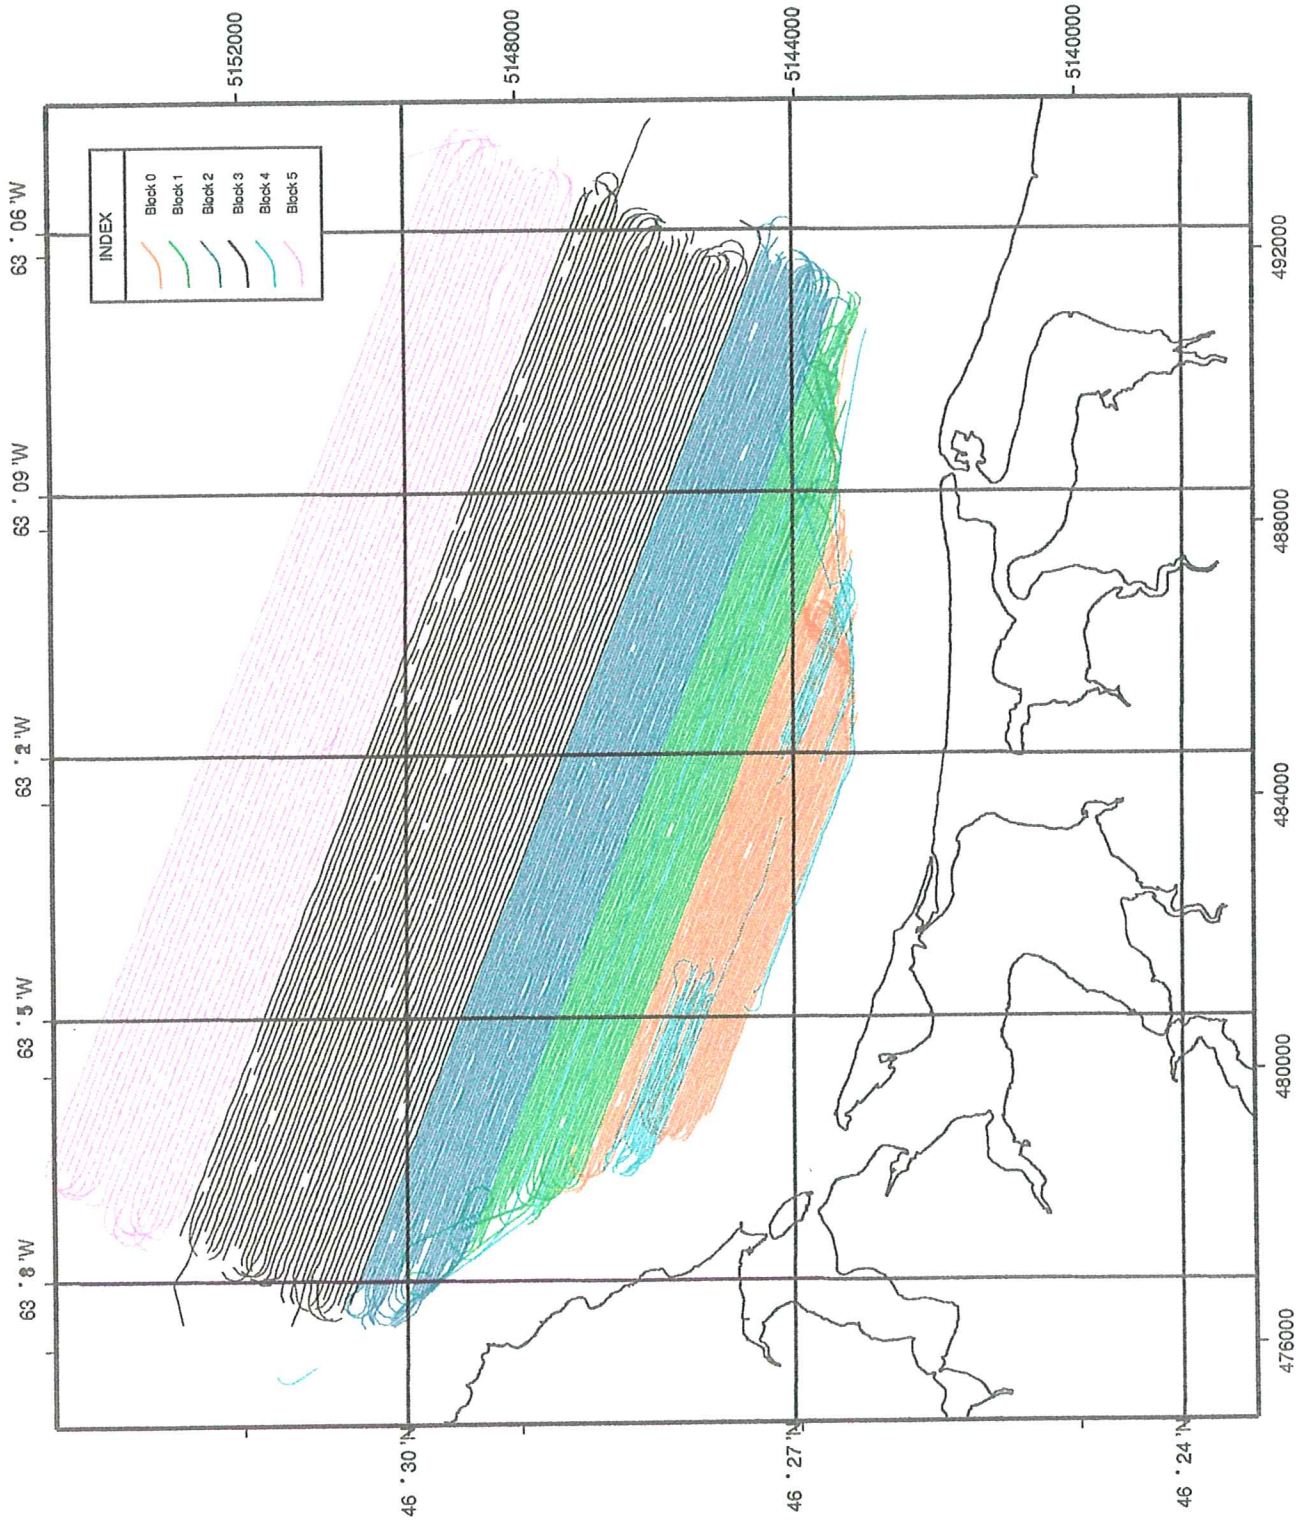 5152000
5148000
5144000
5140000
63 ° 06 'W
63 ° 09 'W
63 ° 2 'W
63 ° 5 'W
63 ° 8 'W
INDEX
Block 0
Block 1
Block 2
Block 3
Block 4
Block 5
492000
488000
484000
480000
476000
46 ° 30 'N
46 ° 27 'N
46 ° 24 'N